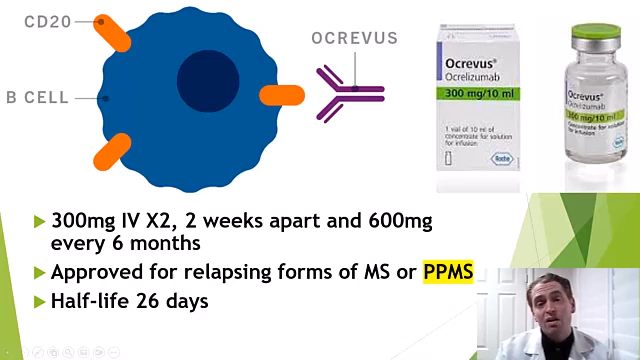 CD20
OCREVUS
B CELL
Ocrevus®
Ocrelizumab
300 mg/10 ml
1 vial of 10 ml of
concentrate for solution
for infusion
Roche
Ocrevus®
Ocrelizumab
300 mg/10 ml
Concentrate for solution
for infusion
300mg IV X2, 2 weeks apart and 600mg
every 6 months
Approved for relapsing forms of MS or PPMS
Half-life 26 days